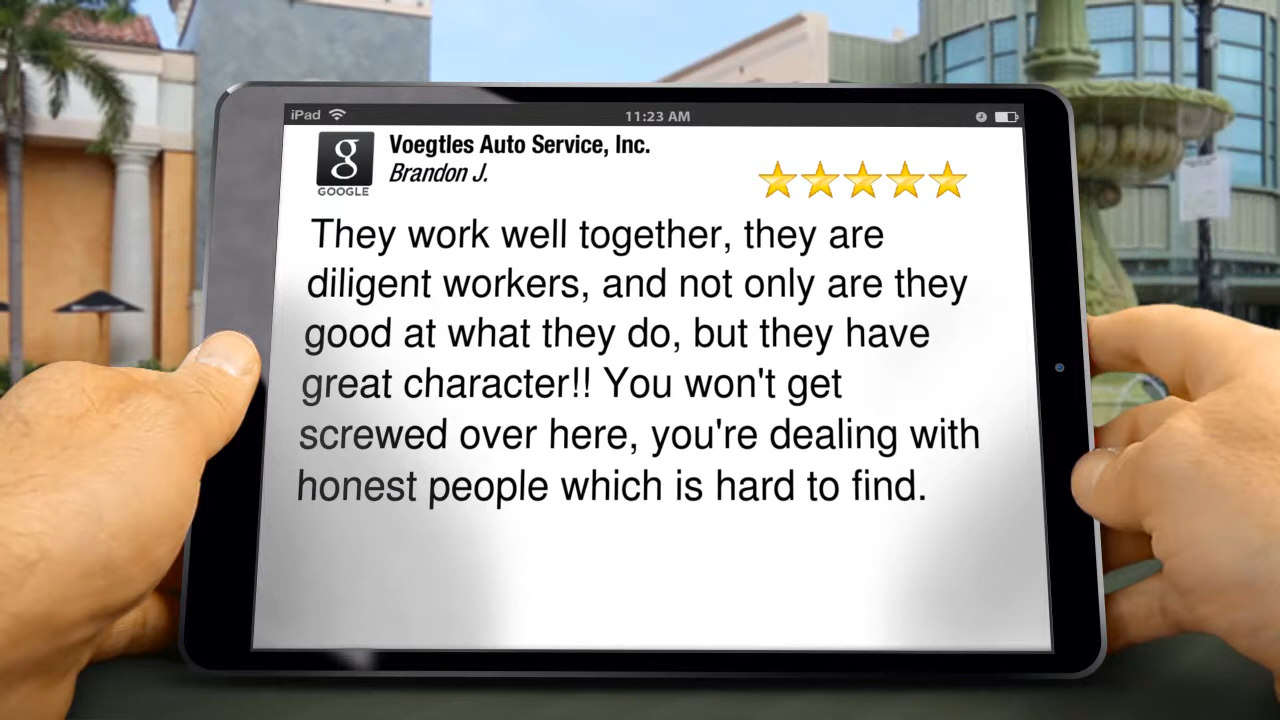 iPad 11:23 AM
g
GOOGLE
Voegtles Auto Service, Inc.
Brandon J.
They work well together, they are
diligent workers, and not only are they
good at what they do, but they have
great character!! You won't get
screwed over here, you're dealing with
honest people which is hard to find.